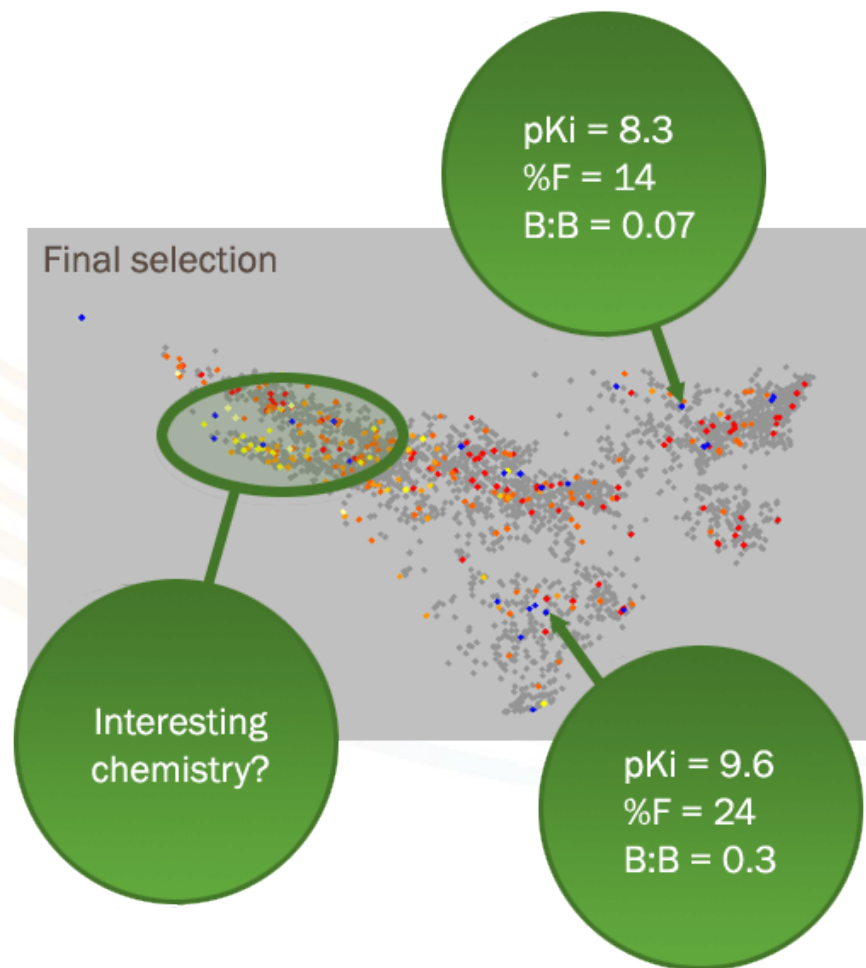 pKi = 8.3
%F = 14
B:B = 0.07
Final selection
Interesting
chemistry?
pKi = 9.6
%F = 24
B:B = 0.3